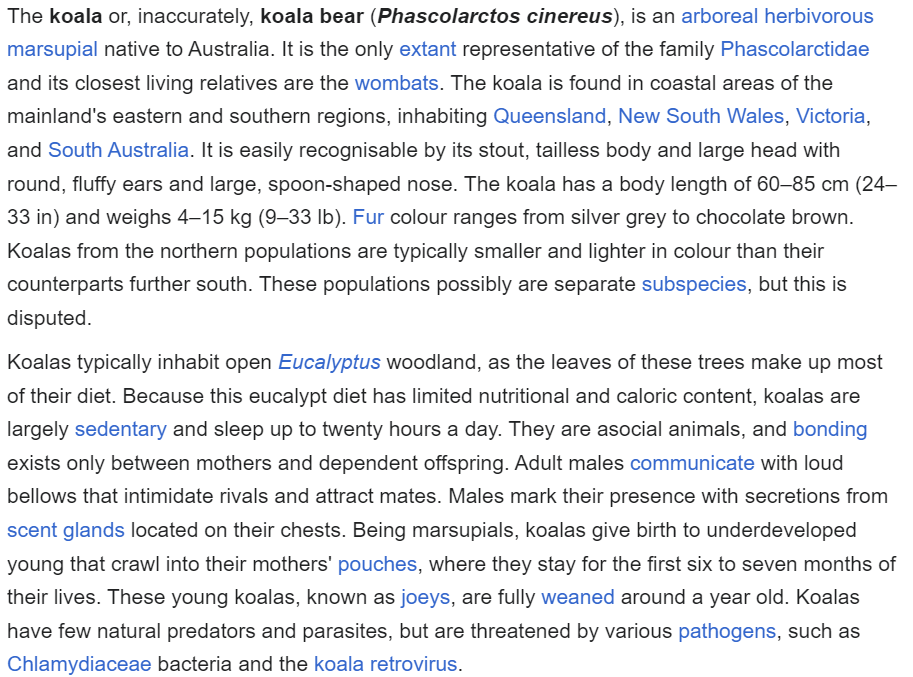 The koala or, inaccurately, koala bear (Phascolarctos cinereus), is an arboreal herbivorous
marsupial native to Australia. It is the only extant representative of the family Phascolarctidae
and its closest living relatives are the wombats. The koala is found in coastal areas of the
mainland's eastern and southern regions, inhabiting Queensland, New South Wales, Victoria,
and South Australia. It is easily recognisable by its stout, tailless body and large head with
round, fluffy ears and large, spoon-shaped nose. The koala has a body length of 60–85 cm (24–
33 in) and weighs 4–15 kg (9–33 lb). Fur colour ranges from silver grey to chocolate brown.
Koalas from the northern populations are typically smaller and lighter in colour than their
counterparts further south. These populations possibly are separate subspecies, but this is
disputed.
Koalas typically inhabit open Eucalyptus woodland, as the leaves of these trees make up most
of their diet. Because this eucalypt diet has limited nutritional and caloric content, koalas are
largely sedentary and sleep up to twenty hours a day. They are asocial animals, and bonding
exists only between mothers and dependent offspring. Adult males communicate with loud
bellows that intimidate rivals and attract mates. Males mark their presence with secretions from
scent glands located on their chests. Being marsupials, koalas give birth to underdeveloped
young that crawl into their mothers' pouches, where they stay for the first six to seven months of
their lives. These young koalas, known as joeys, are fully weaned around a year old. Koalas
have few natural predators and parasites, but are threatened by various pathogens, such as
Chlamydiaceae bacteria and the koala retrovirus.